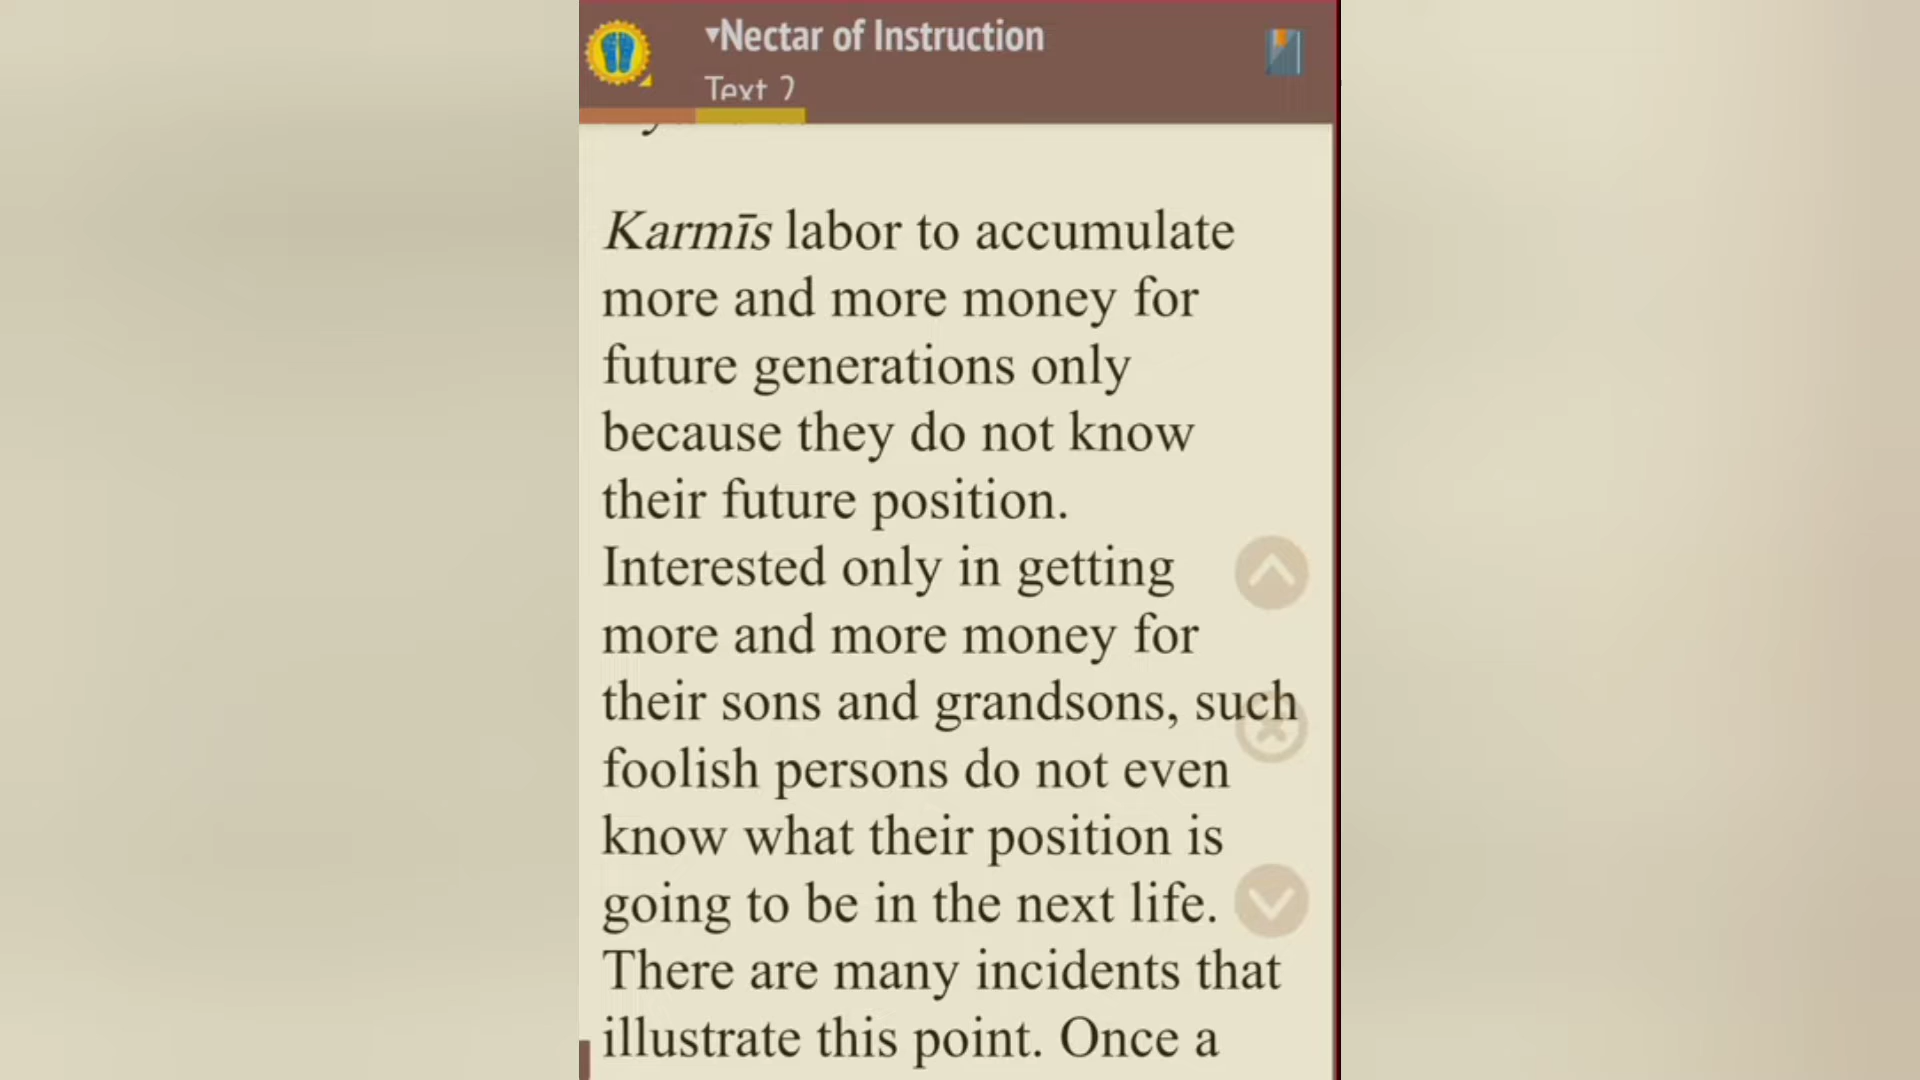 ▾Nectar of Instruction
Text 2
Karmīs labor to accumulate
more and more money for
future generations only
because they do not know
their future position.
Interested only in getting
more and more money for
their sons and grandsons, such
foolish persons do not even
know what their position is
going to be in the next life.
There are many incidents that
illustrate this point. Once a